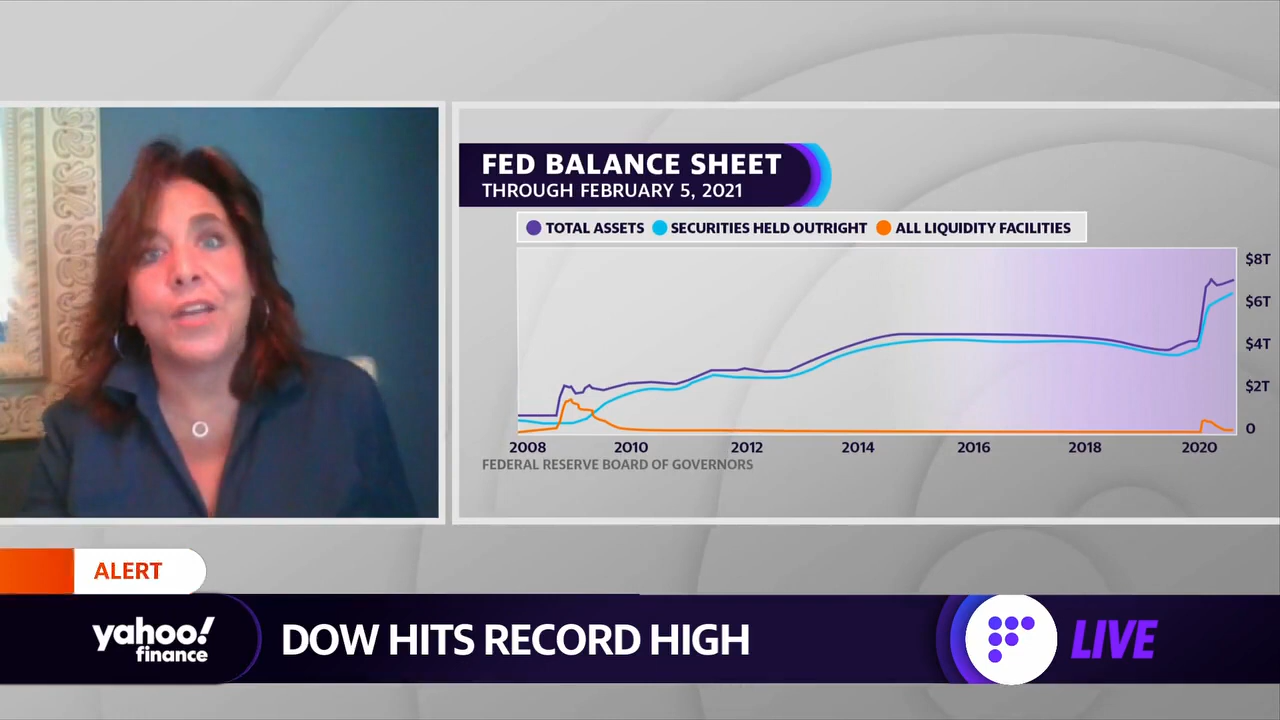 FED BALANCE SHEET
THROUGH FEBRUARY 5, 2021
TOTAL ASSETS SECURITIES HELD OUTRIGHT ALL LIQUIDITY FACILITIES
$8T
$6T
$4T
$2T
0
2008 2010 2012 2014 2016 2018 2020
FEDERAL RESERVE BOARD OF GOVERNORS
ALERT
yahoo!
finance
DOW HITS RECORD HIGH
LIVE